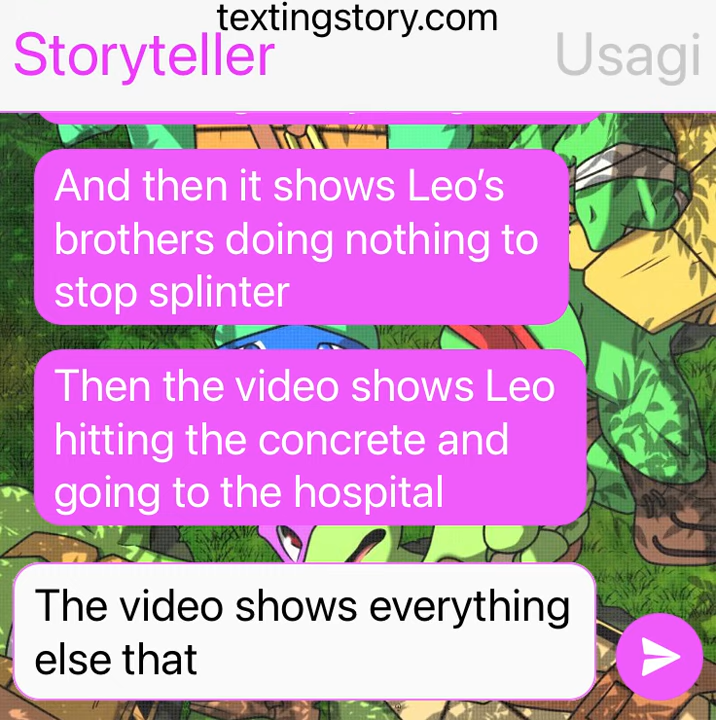 textingstory.com
Storyteller
Usagi
And then it shows Leo’s
brothers doing nothing to
stop splinter
Then the video shows Leo
hitting the concrete and
going to the hospital
The video shows everything
else that